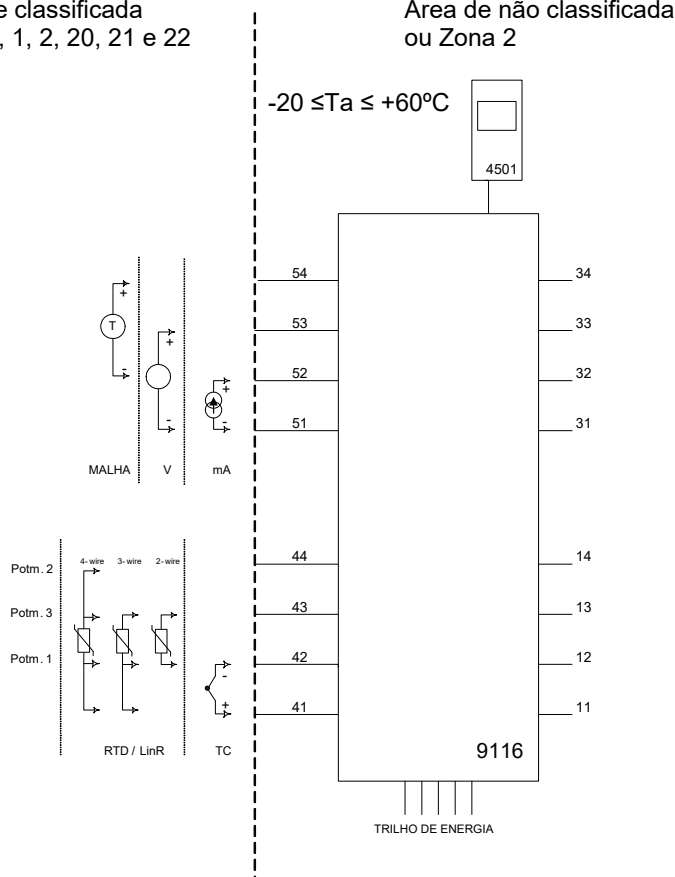 e classificada
, 1, 2, 20, 21 e 22
Area de não classificada
ou Zona 2
-20 ≤Ta ≤ +60ºC
4501
54
53
52
51
34
33
32
31
T
+
-
+
-
+
-
MALHA
V
mA
44
43
42
41
14
13
12
11
4-wire
3-wire
2-wire
Potm. 2
Potm. 3
Potm. 1
-
+
RTD / LinR
TC
9116
TRILHO DE ENERGIA